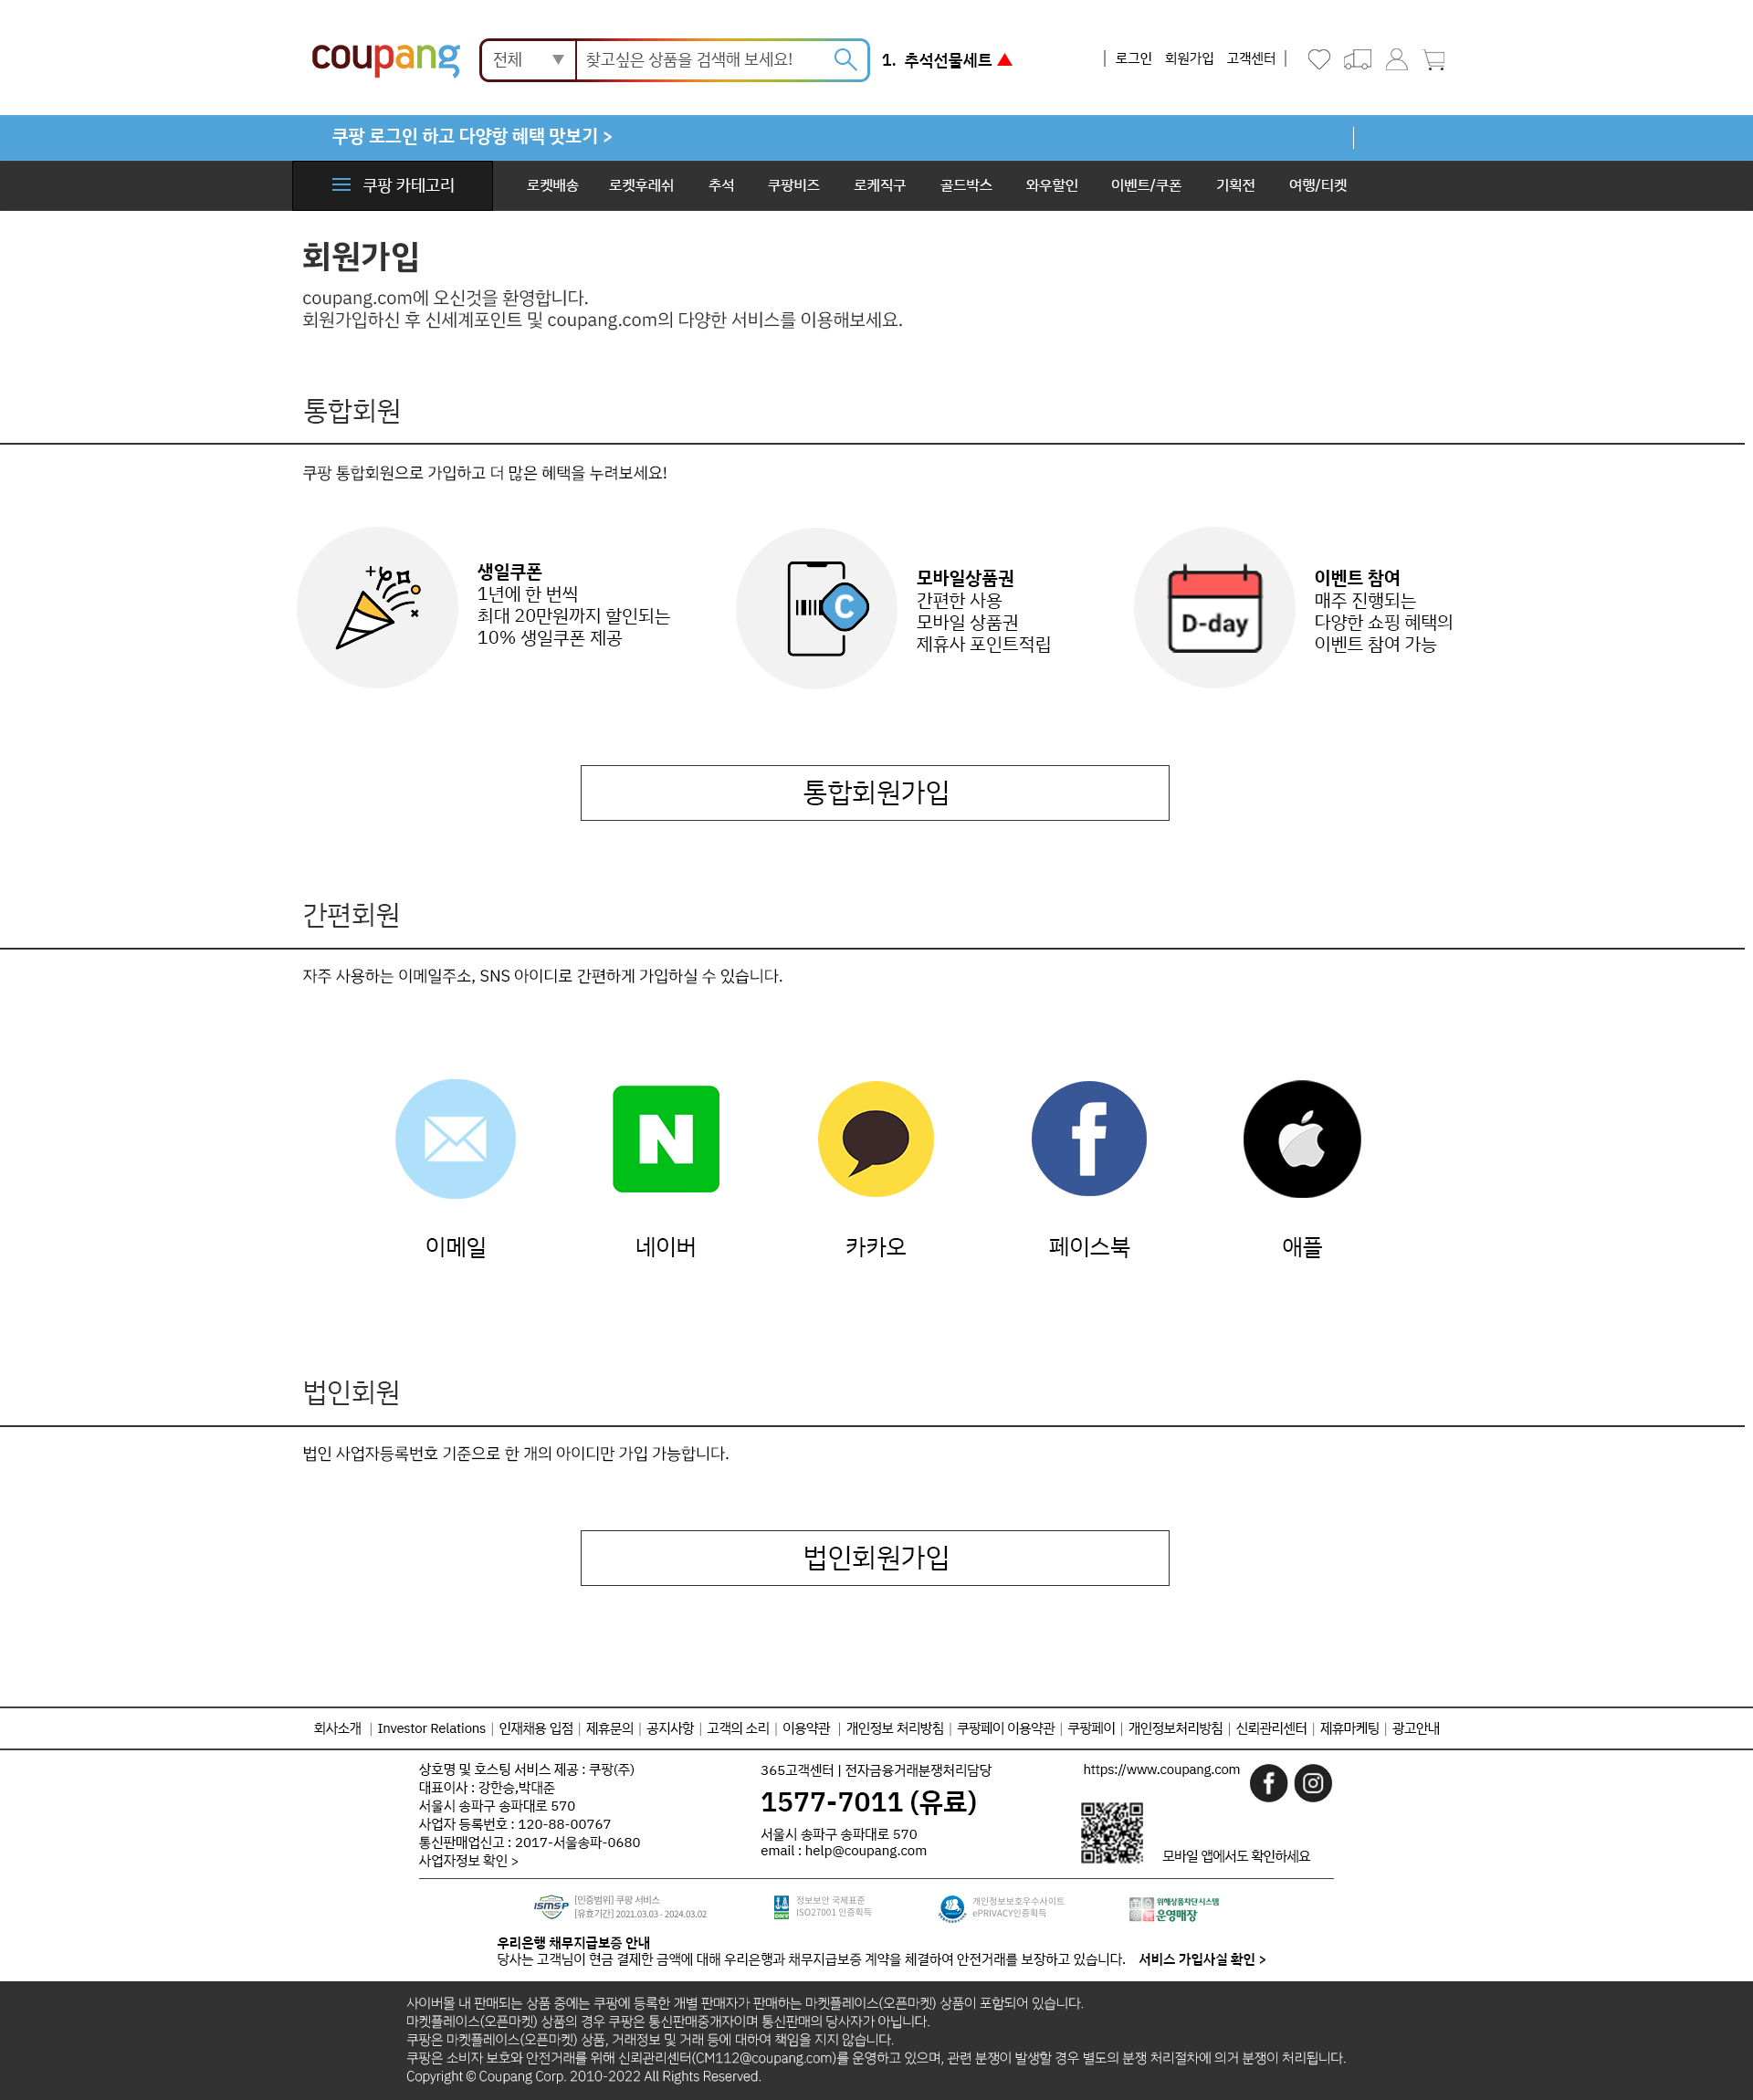 coupang
전체 ▼ 찾고싶은 상품을 검색해 보세요!
1. 추석선물세트 ▲
| 로그인 회원가입 고객센터 |
쿠팡 로그인 하고 다양항 혜택 맛보기 >
쿠팡 카테고리
로켓배송 로켓후레쉬 추석 쿠팡비즈 로케직구 골드박스 와우할인 이벤트/쿠폰 기획전 여행/티켓
회원가입
coupang.com에 오신것을 환영합니다.
회원가입하신 후 신세계포인트 및 coupang.com의 다양한 서비스를 이용해보세요.
통합회원
쿠팡 통합회원으로 가입하고 더 많은 혜택을 누려보세요!
생일쿠폰
1년에 한 번씩
최대 20만원까지 할인되는
10% 생일쿠폰 제공
C
모바일상품권
간편한 사용
모바일 상품권
제휴사 포인트적립
D-day
이벤트 참여
매주 진행되는
다양한 쇼핑 혜택의
이벤트 참여 가능
통합회원가입
간편회원
자주 사용하는 이메일주소, SNS 아이디로 간편하게 가입하실 수 있습니다.
N
f
이메일 네이버 카카오 페이스북 애플
법인회원
법인 사업자등록번호 기준으로 한 개의 아이디만 가입 가능합니다.
법인회원가입
회사소개 | Investor Relations | 인재채용 입점 | 제휴문의 | 공지사항 | 고객의 소리 | 이용약관 | 개인정보 처리방침 | 쿠팡페이 이용약관 | 쿠팡페이 | 개인정보처리방침 | 신뢰관리센터 | 제휴마케팅 | 광고안내
상호명 및 호스팅 서비스 제공 : 쿠팡(주)
대표이사 : 강한승,박대준
서울시 송파구 송파대로 570
사업자 등록번호 : 120-88-00767
통신판매업신고 : 2017-서울송파-0680
사업자정보 확인 >
365고객센터 | 전자금융거래분쟁처리담당
1577-7011 (유료)
서울시 송파구 송파대로 570
email : help@coupang.com
https://www.coupang.com
f
모바일 앱에서도 확인하세요
ISMS-P
[인증범위] 쿠팡 서비스
[유효기간] 2021.03.03 - 2024.03.02
정보보안 국제표준
ISO27001 인증획득
개인정보보호우수사이트
ePRIVACY인증획득
위해상품차단시스템
운영매장
우리은행 채무지급보증 안내
당사는 고객님이 현금 결제한 금액에 대해 우리은행과 채무지급보증 계약을 체결하여 안전거래를 보장하고 있습니다. 서비스 가입사실 확인 >
사이버몰 내 판매되는 상품 중에는 쿠팡에 등록한 개별 판매자가 판매하는 마켓플레이스(오픈마켓) 상품이 포함되어 있습니다.
마켓플레이스(오픈마켓) 상품의 경우 쿠팡은 통신판매중개자이며 통신판매의 당사자가 아닙니다.
쿠팡은 마켓플레이스(오픈마켓) 상품, 거래정보 및 거래 등에 대하여 책임을 지지 않습니다.
쿠팡은 소비자 보호와 안전거래를 위해 신뢰관리센터(CM112@coupang.com)를 운영하고 있으며, 관련 분쟁이 발생할 경우 별도의 분쟁 처리절차에 의거 분쟁이 처리됩니다.
Copyright © Coupang Corp. 2010-2022 All Rights Reserved.